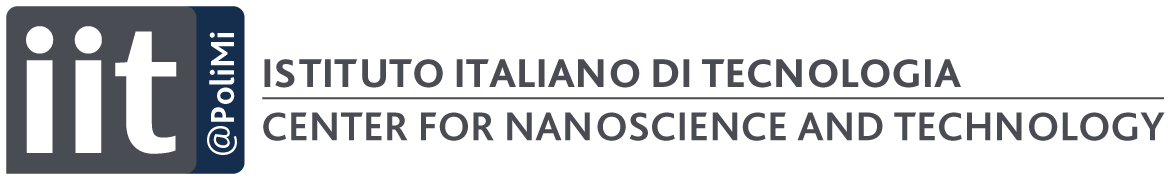 iit
@PoliMi
ISTITUTO ITALIANO DI TECNOLOGIA
CENTER FOR NANOSCIENCE AND TECHNOLOGY